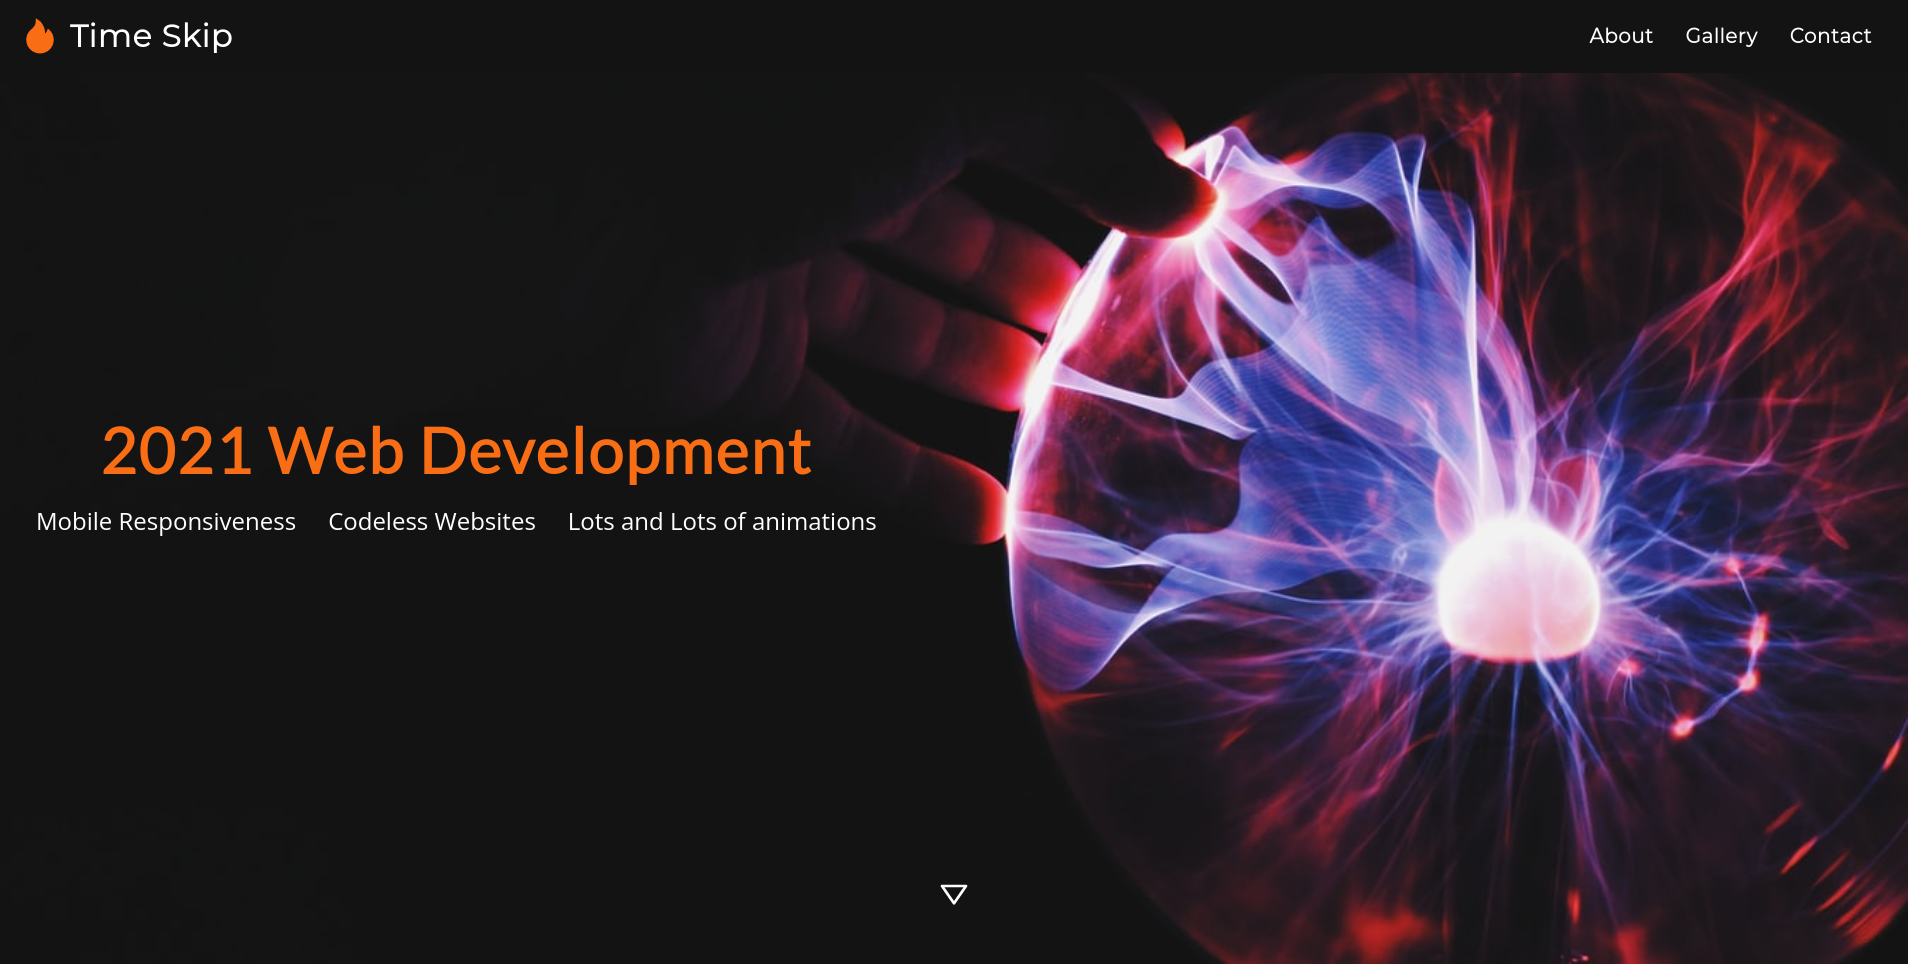 Time Skip
About Gallery Contact
2021 Web Development
Mobile Responsiveness Codeless Websites Lots and Lots of animations